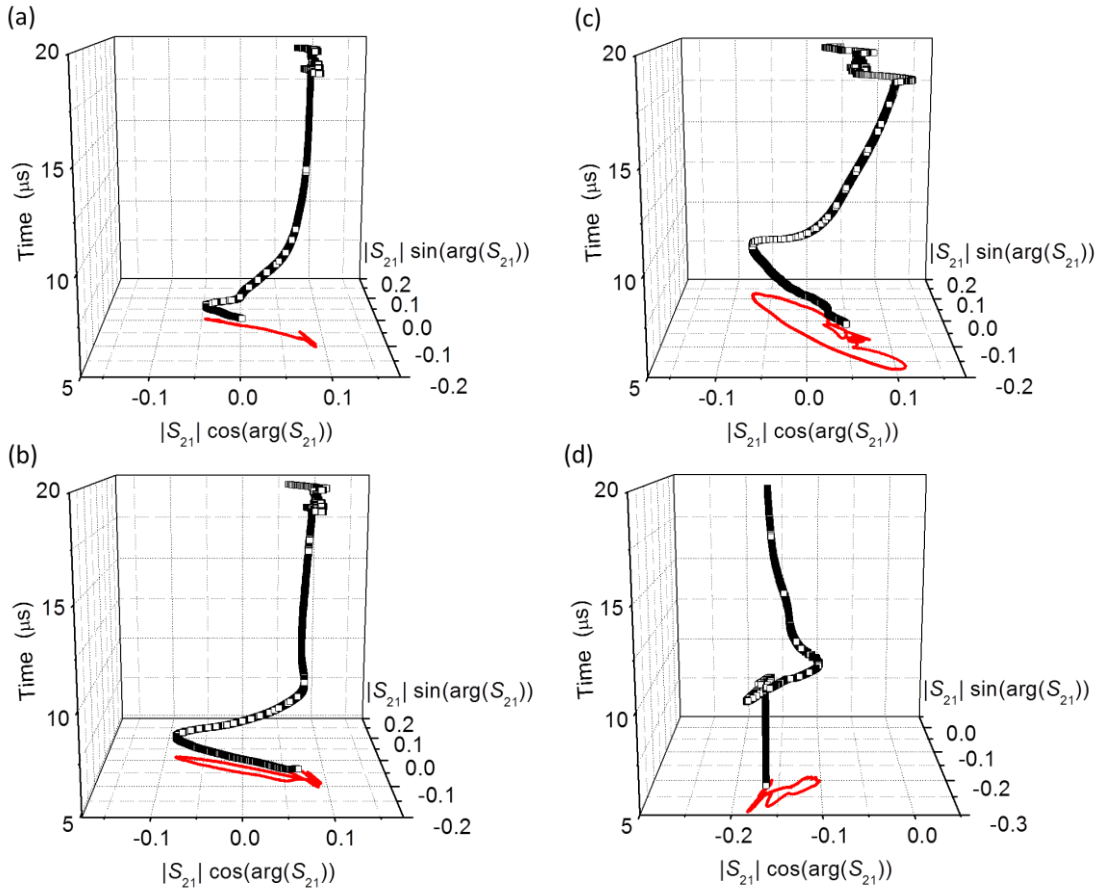 (a)
20
15
10
5
Time (μs)
-0.1
0.0
0.1
|S21| cos(arg(S21))
|S21| sin(arg(S21))
0.2
0.1
0.0
-0.1
-0.2
(c)
20
15
10
5
Time (μs)
-0.1
0.0
0.1
|S21| cos(arg(S21))
|S21| sin(arg(S21))
0.2
0.1
0.0
-0.1
-0.2
(b)
20
15
10
5
Time (μs)
-0.1
0.0
0.1
|S21| cos(arg(S21))
|S21| sin(arg(S21))
0.2
0.1
0.0
-0.1
-0.2
(d)
20
15
10
5
Time (μs)
-0.2
-0.1
0.0
|S21| cos(arg(S21))
|S21| sin(arg(S21))
0.0
-0.1
-0.2
-0.3